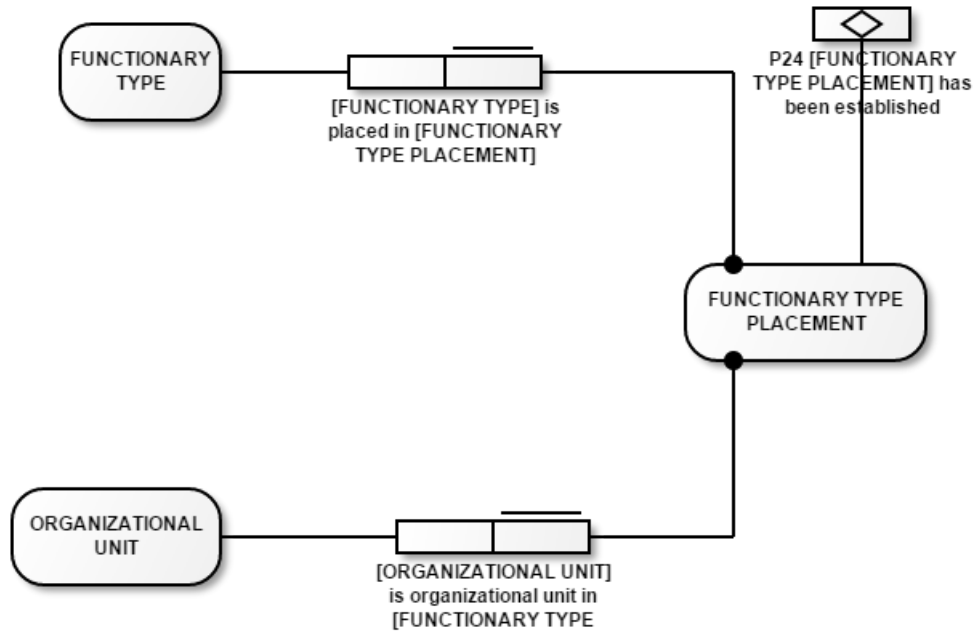 FUNCTIONARY
TYPE
[FUNCTIONARY TYPE] is
placed in [FUNCTIONARY
TYPE PLACEMENT]
P24 [FUNCTIONARY
TYPE PLACEMENT] has
been established
FUNCTIONARY TYPE
PLACEMENT
ORGANIZATIONAL
UNIT
[ORGANIZATIONAL UNIT]
is organizational unit in
[FUNCTIONARY TYPE